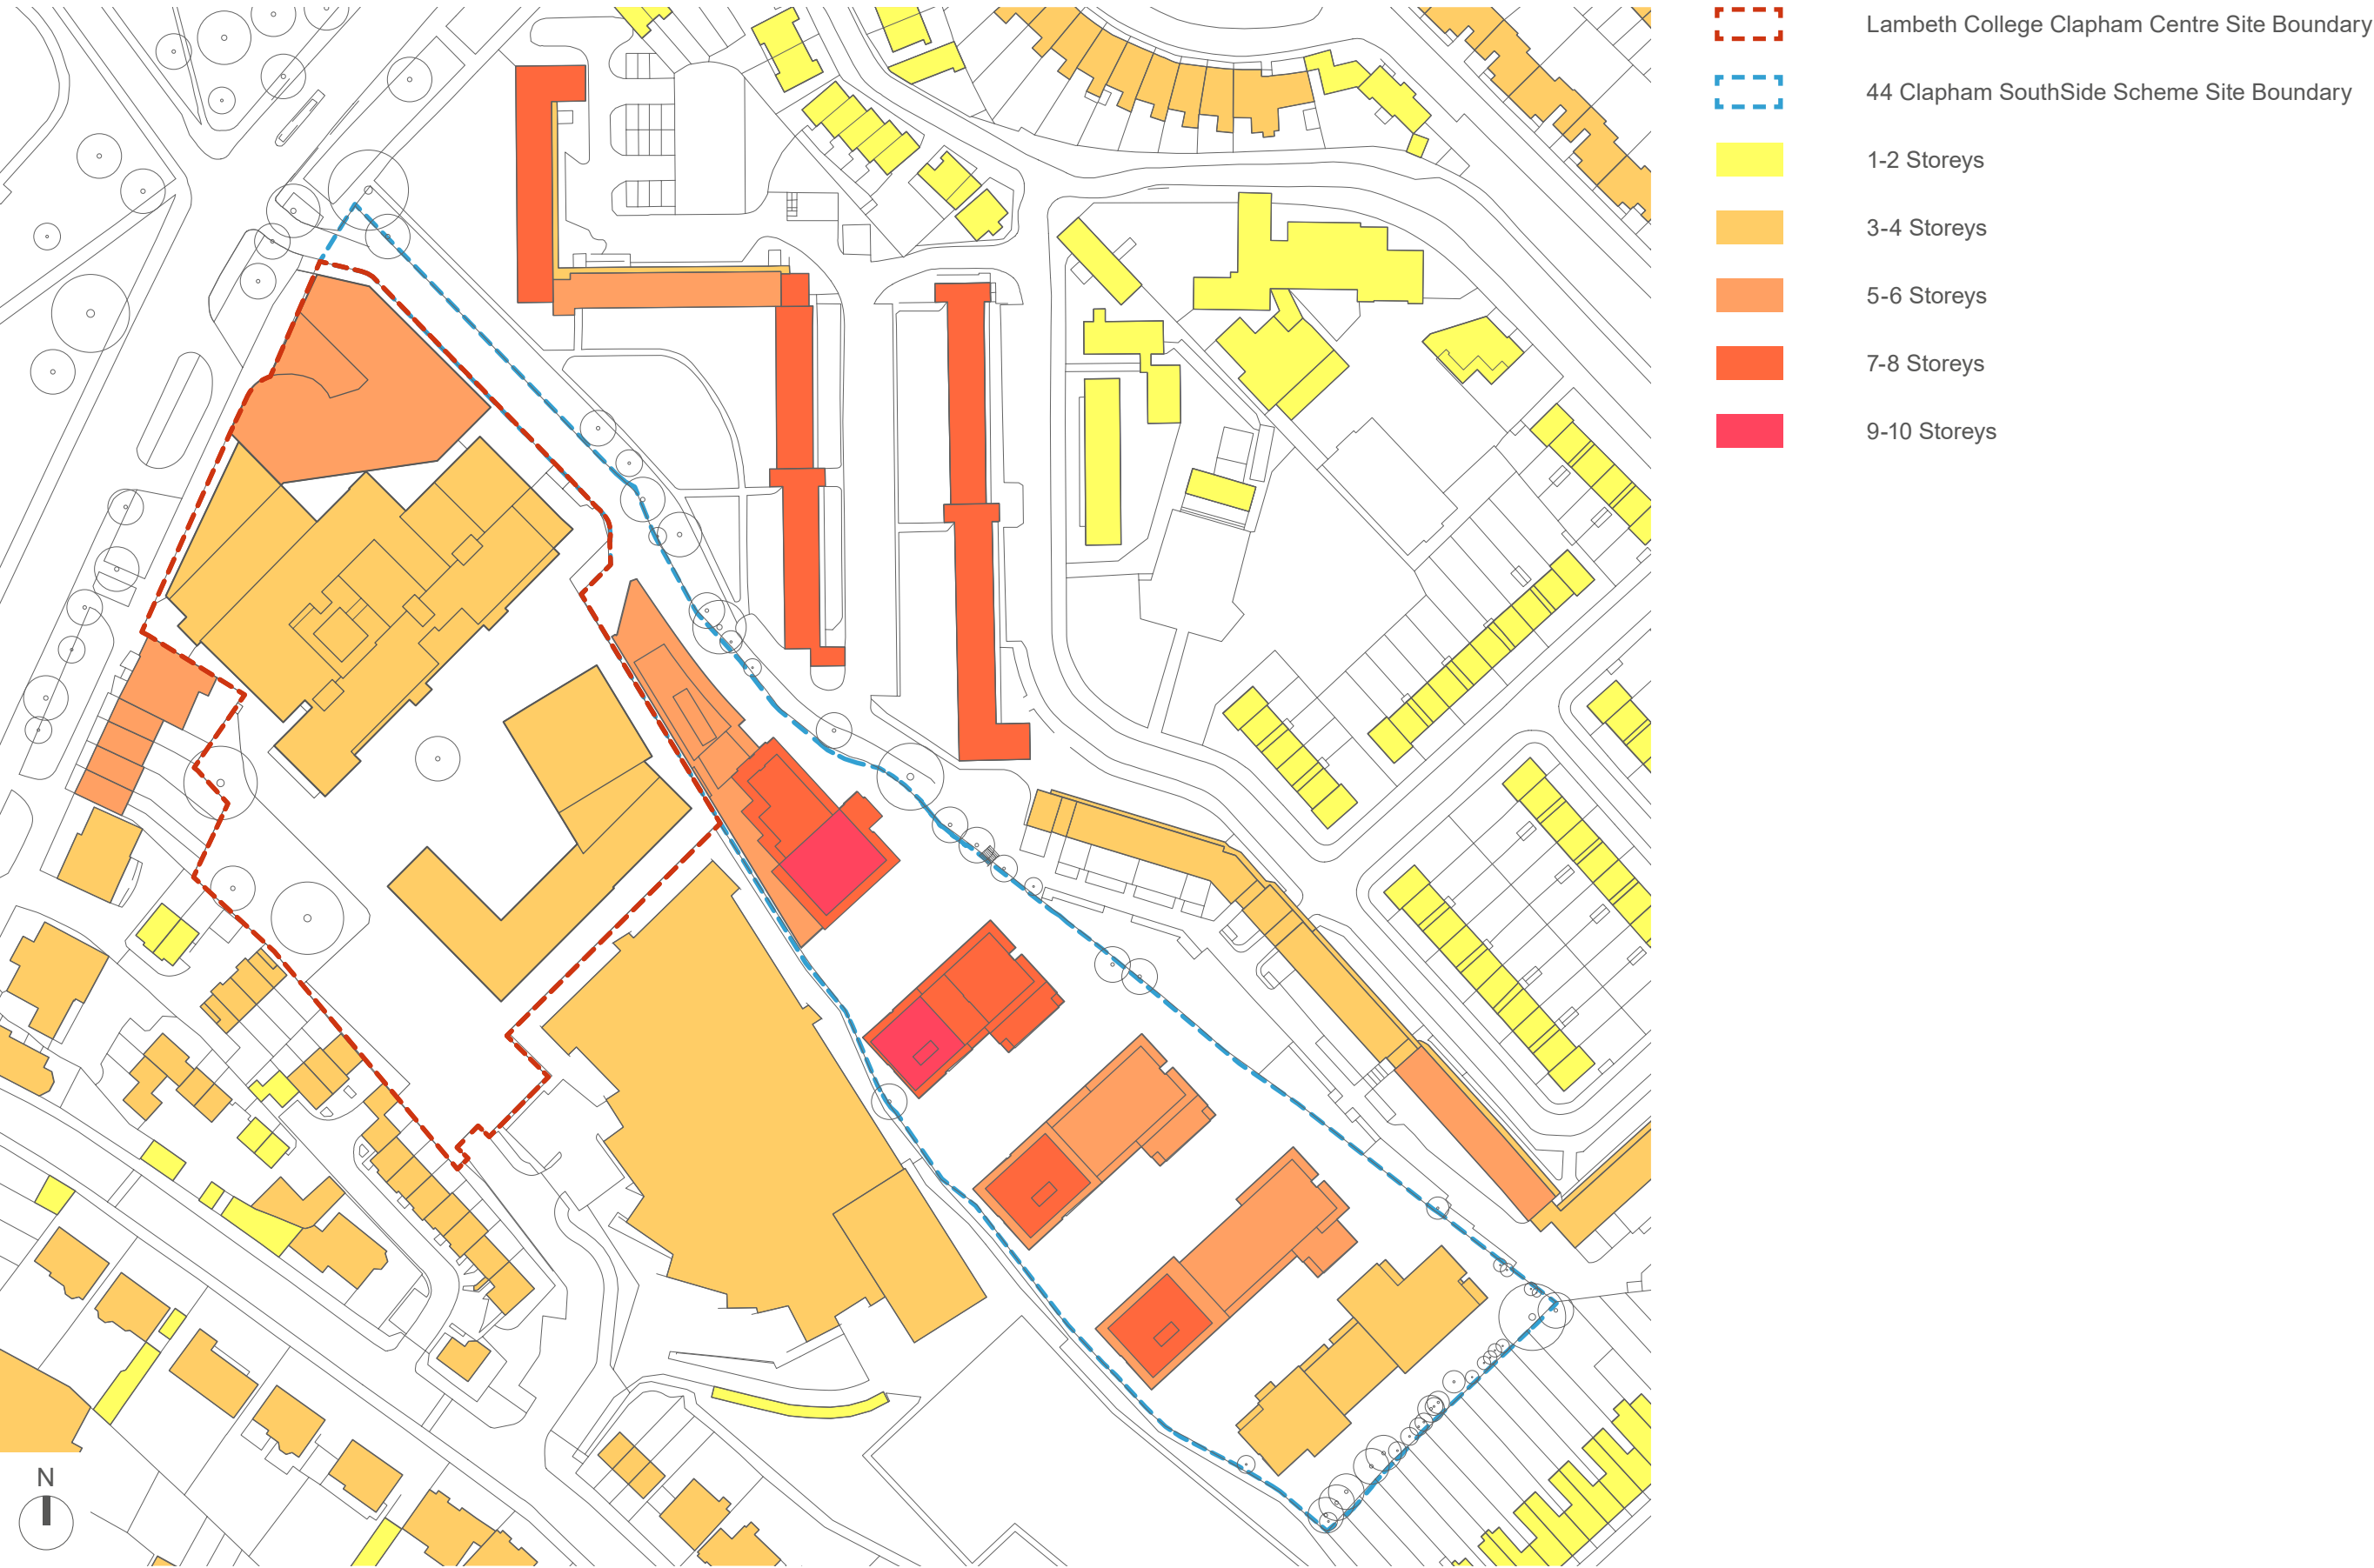 Lambeth College Clapham Centre Site Boundary
44 Clapham SouthSide Scheme Site Boundary
1-2 Storeys
3-4 Storeys
5-6 Storeys
7-8 Storeys
9-10 Storeys
N